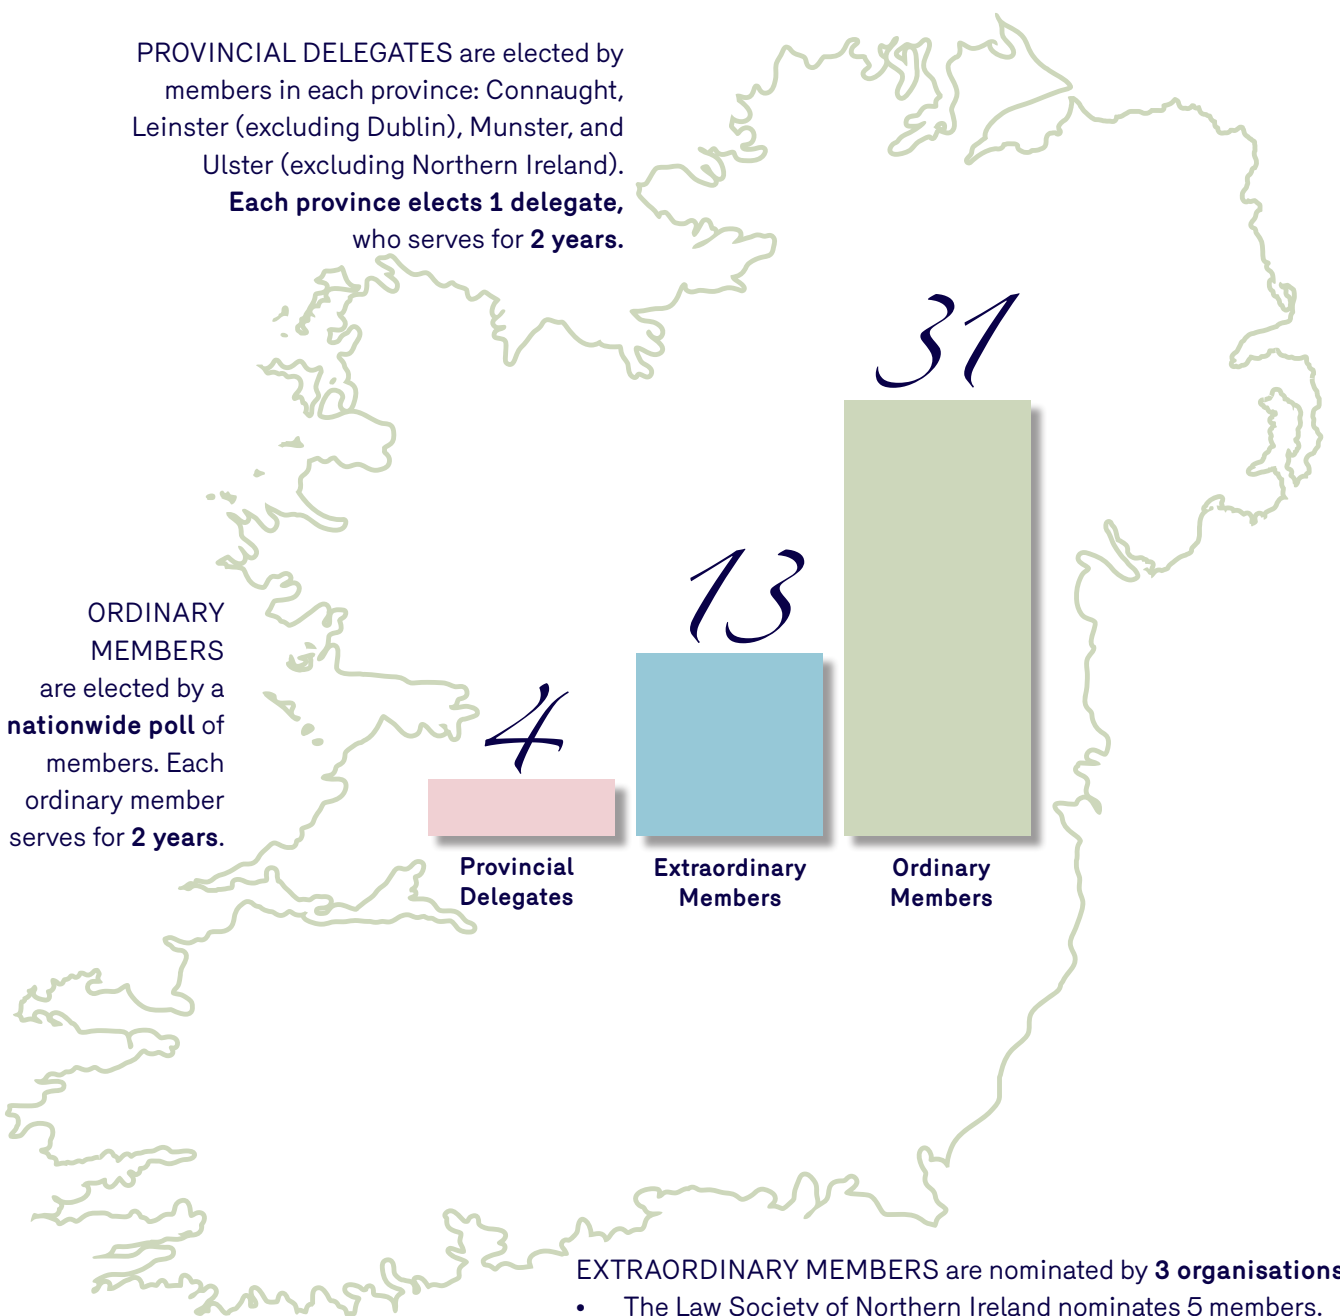 PROVINCIAL DELEGATES are elected by
members in each province: Connaught,
Leinster (excluding Dublin), Munster, and
Ulster (excluding Northern Ireland).
Each province elects 1 delegate,
who serves for 2 years.
31
13
4
ORDINARY
MEMBERS
are elected by a
nationwide poll of
members. Each
ordinary member
serves for 2 years.
Provincial
Delegates
Extraordinary
Members
Ordinary
Members
EXTRAORDINARY MEMBERS are nominated by 3 organisations
• The Law Society of Northern Ireland nominates 5 members.